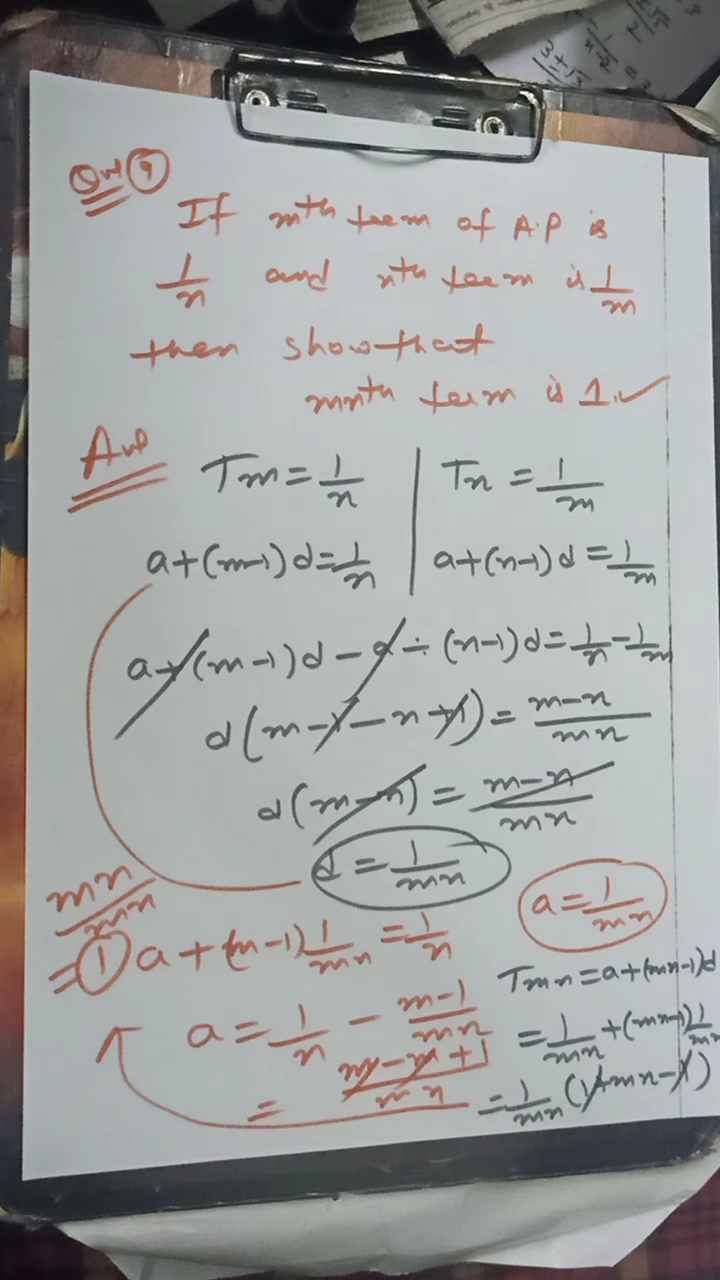 Qu 9
If mth term of A.P is
1/n and nth term is 1/m
then show that
mnth term is 1.
Ans
Tm = 1/n | Tn = 1/m
a+(m-1)d=1/n | a+(n-1)d=1/m
a+(m-1)d-a-(n-1)d=1/n-1/m
d(m-1-n+1)=m-n/mn
d(m-n)=m-n/mn
d=1/mn
a+(m-1)1/mn=1/n
a=1/n-m-1/mn
=m-m+1/mn
a=1/mn
Tmn=a+(mn-1)d
=1/mn+(mn-1)1/mn
=1/mn(1+mn-1)
mn/mn
=1